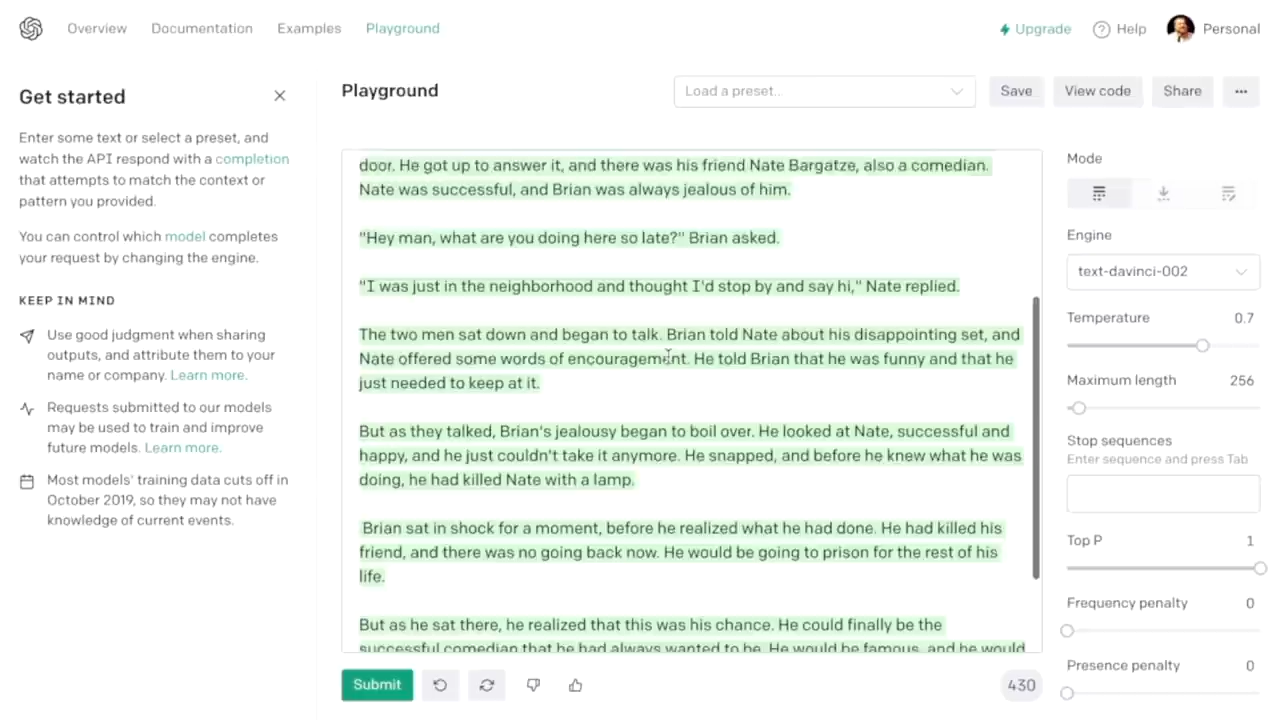 Overview Documentation Examples Playground Upgrade Help Personal
Get started
Enter some text or select a preset, and
watch the API respond with a completion
that attempts to match the context or
pattern you provided.
You can control which model completes
your request by changing the engine.
KEEP IN MIND
Use good judgment when sharing
outputs, and attribute them to your
name or company. Learn more.
Requests submitted to our models
may be used to train and improve
future models. Learn more.
Most models' training data cuts off in
October 2019, so they may not have
knowledge of current events.
Playground Load a preset... Save View code Share
door. He got up to answer it, and there was his friend Nate Bargatze, also a comedian.
Nate was successful, and Brian was always jealous of him.
"Hey man, what are you doing here so late?" Brian asked.
"I was just in the neighborhood and thought I'd stop by and say hi," Nate replied.
The two men sat down and began to talk. Brian told Nate about his disappointing set, and
Nate offered some words of encouragement. He told Brian that he was funny and that he
just needed to keep at it.
But as they talked, Brian's jealousy began to boil over. He looked at Nate, successful and
happy, and he just couldn't take it anymore. He snapped, and before he knew what he was
doing, he had killed Nate with a lamp.
Brian sat in shock for a moment, before he realized what he had done. He had killed his
friend, and there was no going back now. He would be going to prison for the rest of his
life.
But as he sat there, he realized that this was his chance. He could finally be the
successful comedian that he had always wanted to be. He would be famous, and he would
Submit 430
Mode
Engine
text-davinci-002
Temperature 0.7
Maximum length 256
Stop sequences
Enter sequence and press Tab
Top P 1
Frequency penalty 0
Presence penalty 0